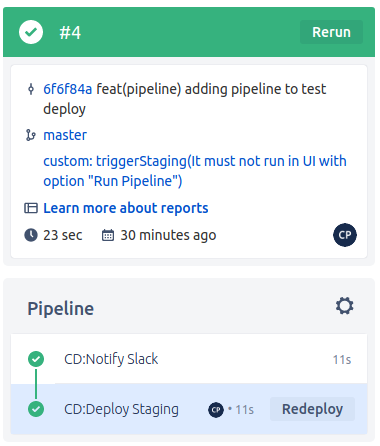 #4
Rerun
6f6f84a feat(pipeline) adding pipeline to test
deploy
master
custom: triggerStaging(It must not run in UI with
option "Run Pipeline")
Learn more about reports
23 sec 30 minutes ago CP
Pipeline
CD:Notify Slack 11s
CD:Deploy Staging CP • 11s Redeploy